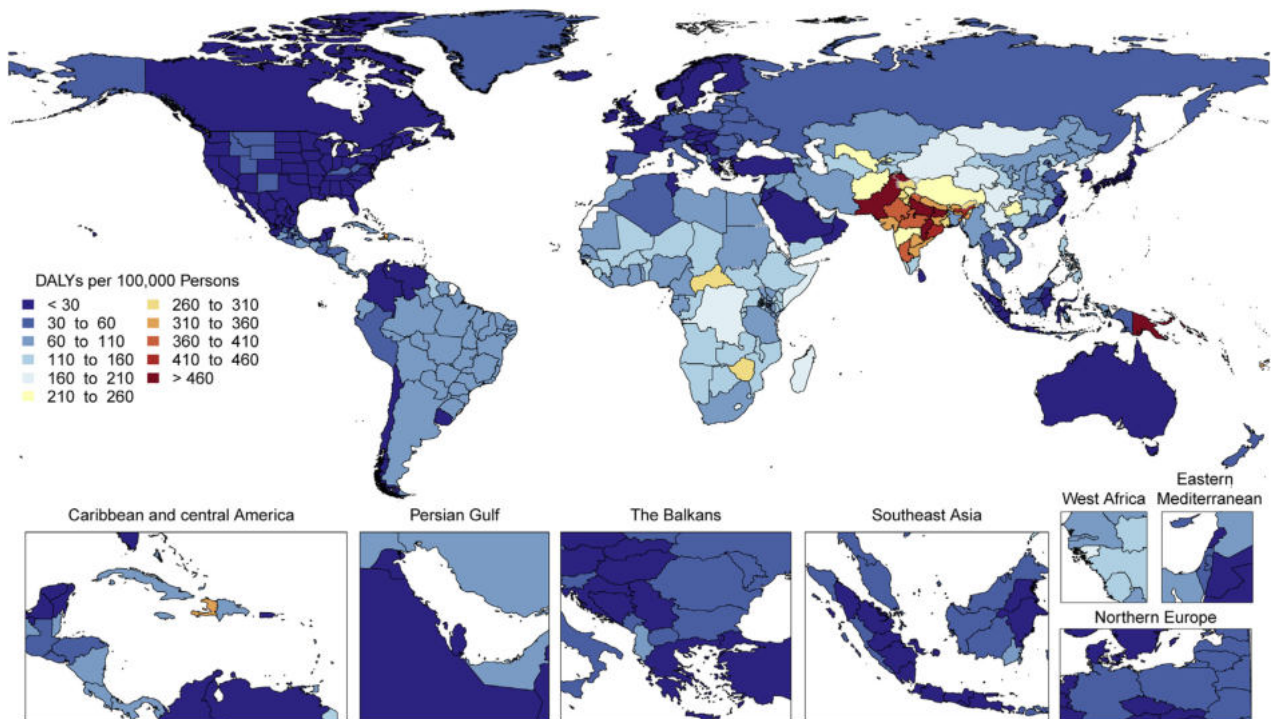 DALYs per 100,000 Persons
< 30
30 to 60
60 to 110
110 to 160
160 to 210
210 to 260
260 to 310
310 to 360
360 to 410
410 to 460
> 460
Caribbean and central America
Persian Gulf
The Balkans
Southeast Asia
West Africa
Eastern
Mediterranean
Northern Europe